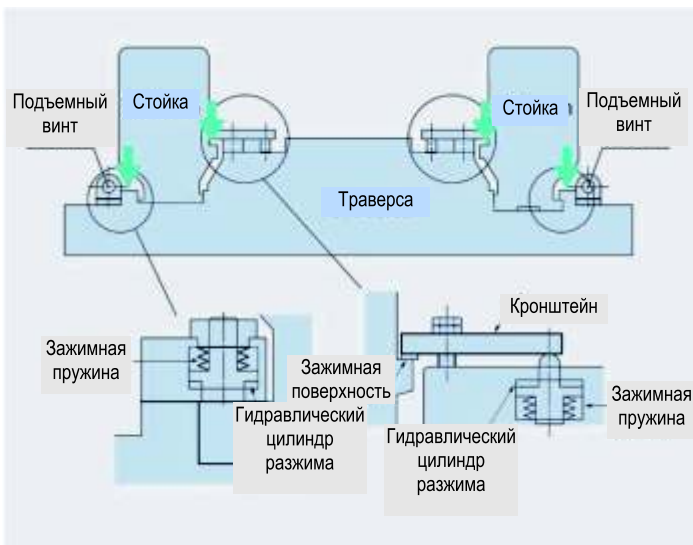 Подъемный
винт
Стойка
Стойка
Подъемный
винт
Траверса
Кронштейн
Зажимная
пружина
Зажимная
поверхность
Гидравлический
цилиндр
разжима
Гидравлический
цилиндр
разжима
Зажимная
пружина